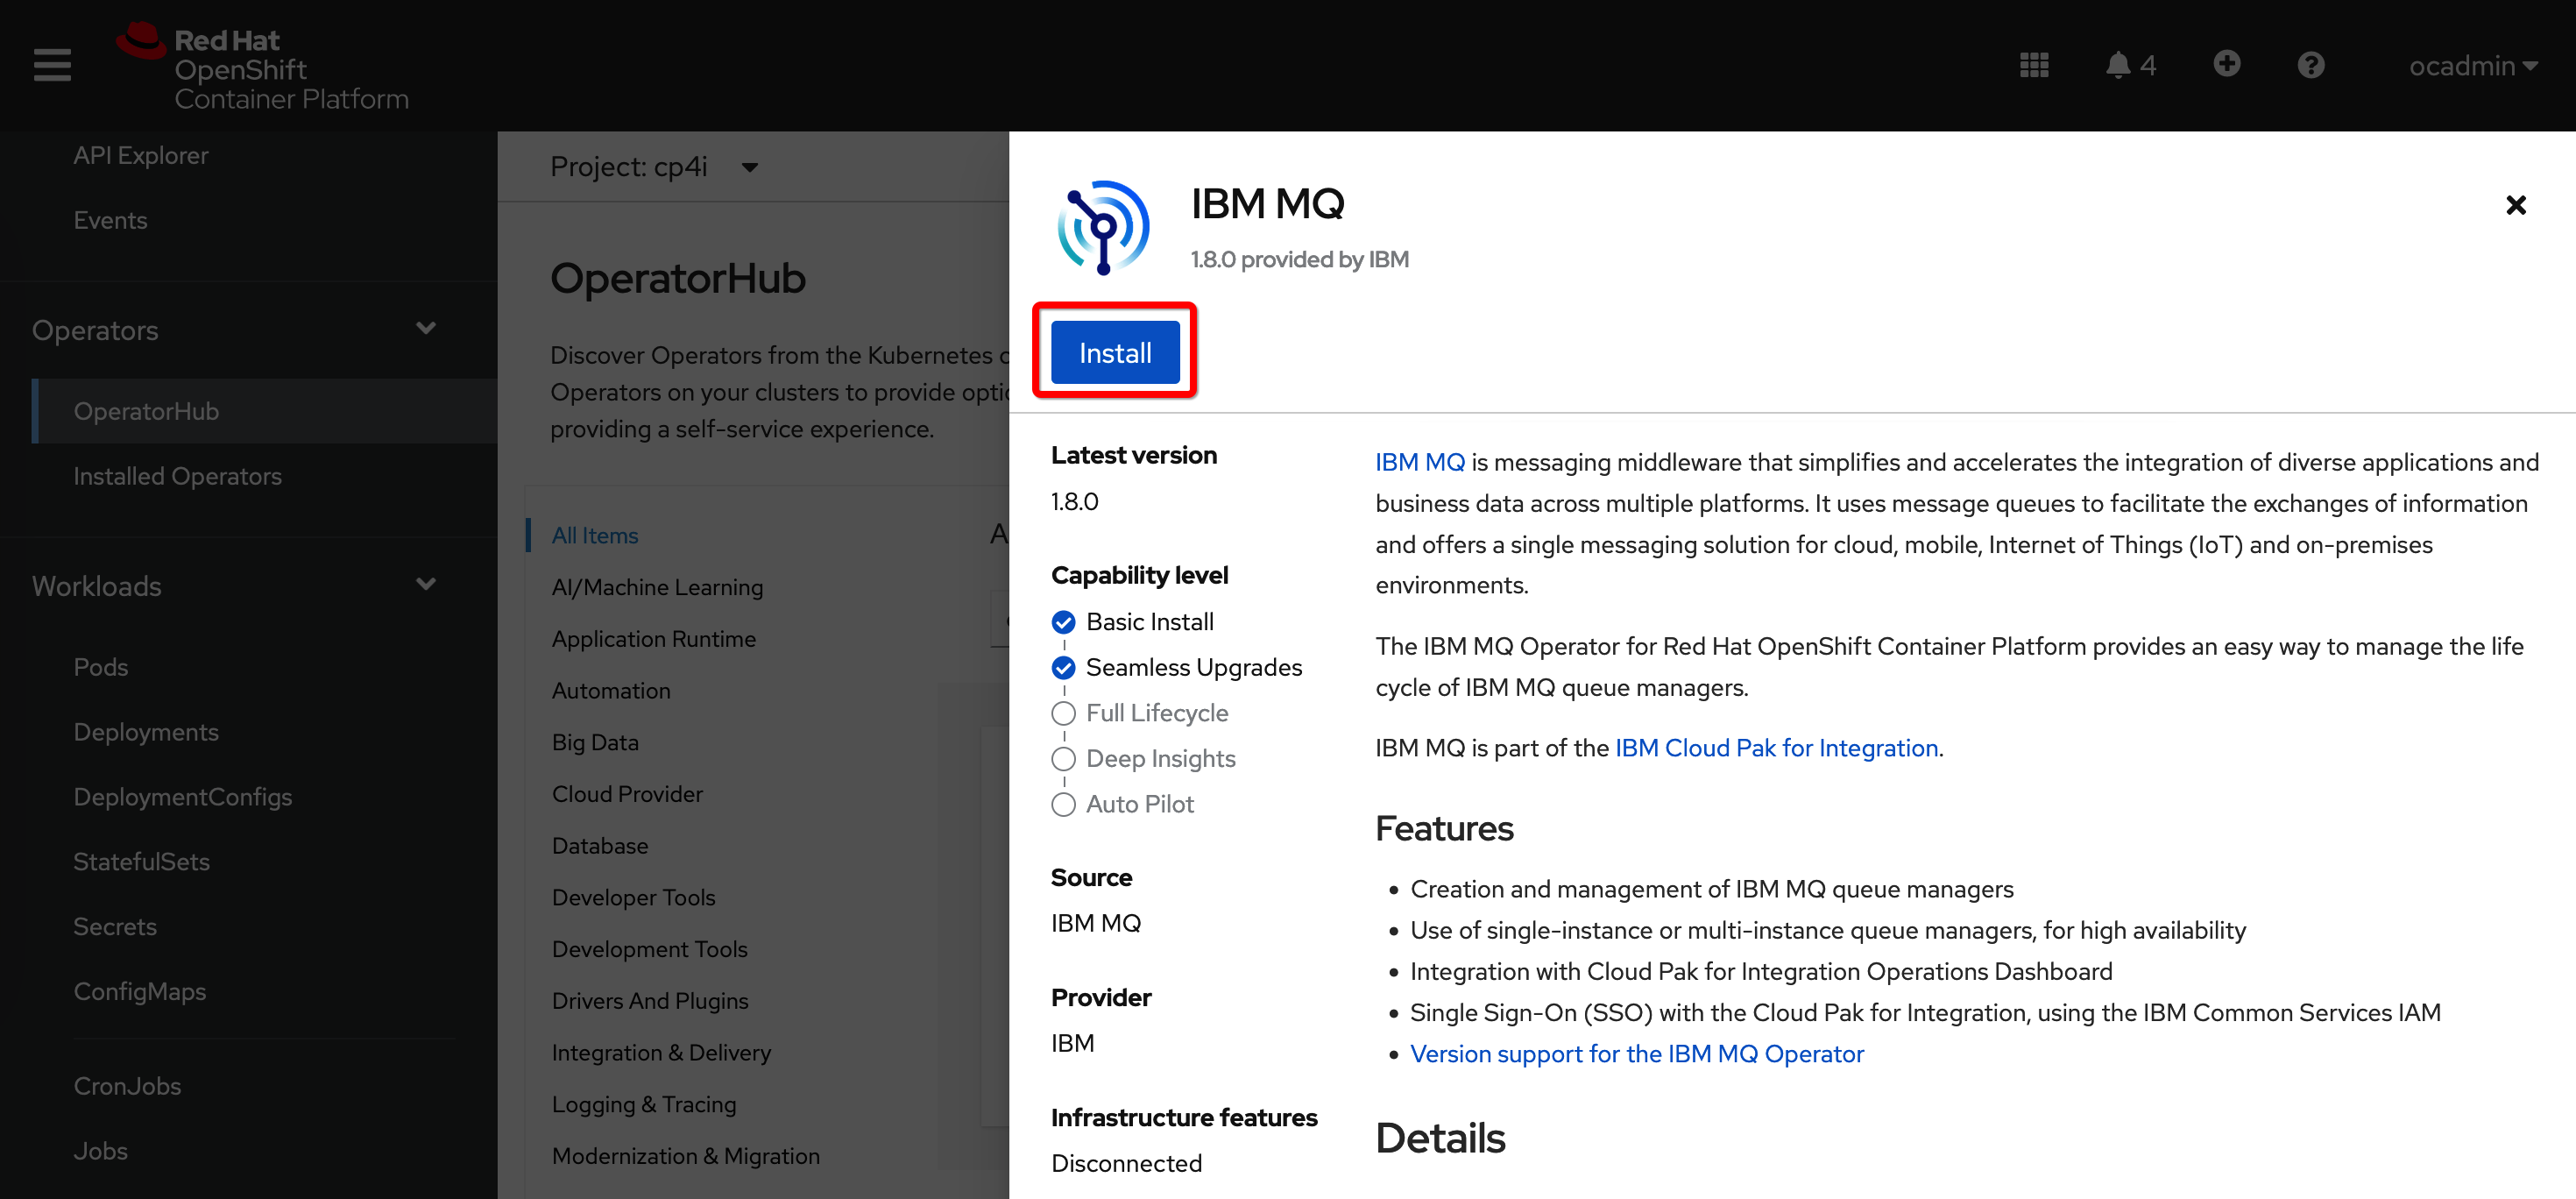 Red Hat
OpenShift
Container Platform
4
ocadmin
API Explorer
Events
Operators
OperatorHub
Installed Operators
Workloads
Pods
Deployments
DeploymentConfigs
StatefulSets
Secrets
ConfigMaps
CronJobs
Jobs
Project: cp4i
OperatorHub
Discover Operators from the Kubernetes c
Operators on your clusters to provide optio
providing a self-service experience.
All Items
AI/Machine Learning
Application Runtime
Automation
Big Data
Cloud Provider
Database
Developer Tools
Development Tools
Drivers And Plugins
Integration & Delivery
Logging & Tracing
Modernization & Migration
A
IBM MQ
1.8.0 provided by IBM
Install
Latest version
1.8.0
Capability level
Basic Install
Seamless Upgrades
Full Lifecycle
Deep Insights
Auto Pilot
Source
IBM MQ
Provider
IBM
Infrastructure features
Disconnected
IBM MQ is messaging middleware that simplifies and accelerates the integration of diverse applications and
business data across multiple platforms. It uses message queues to facilitate the exchanges of information
and offers a single messaging solution for cloud, mobile, Internet of Things (IoT) and on-premises
environments.
The IBM MQ Operator for Red Hat OpenShift Container Platform provides an easy way to manage the life
cycle of IBM MQ queue managers.
IBM MQ is part of the IBM Cloud Pak for Integration.
Features
• Creation and management of IBM MQ queue managers
• Use of single-instance or multi-instance queue managers, for high availability
• Integration with Cloud Pak for Integration Operations Dashboard
• Single Sign-On (SSO) with the Cloud Pak for Integration, using the IBM Common Services IAM
• Version support for the IBM MQ Operator
Details